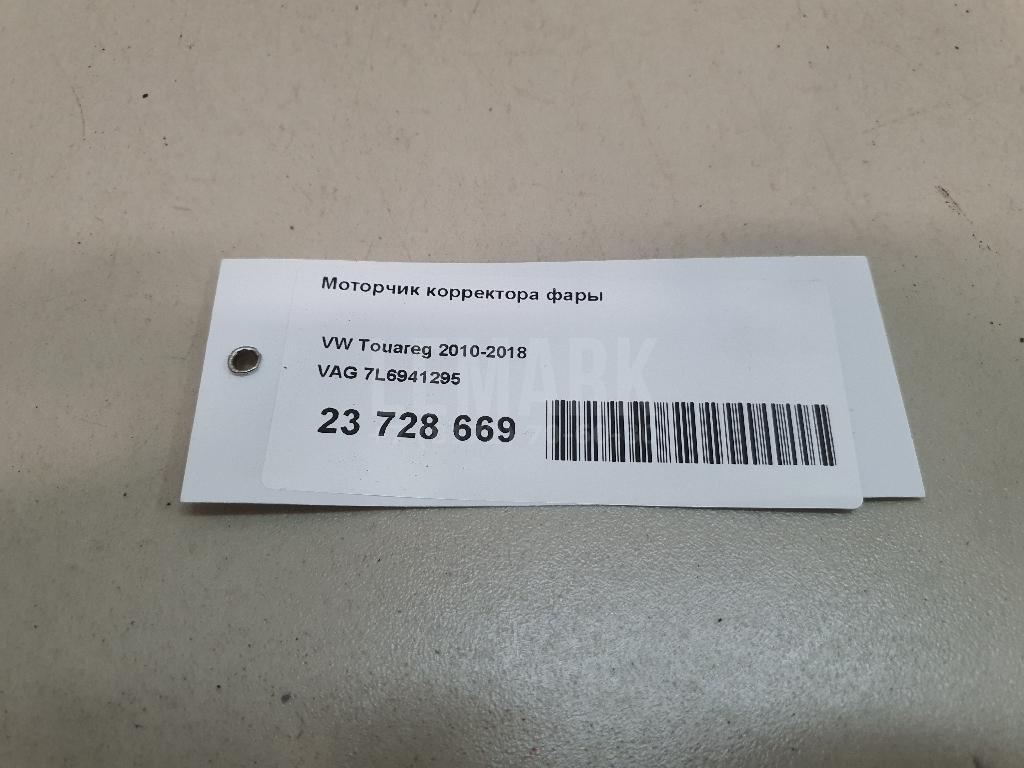 Моторчик корректора фары
VW Touareg 2010-2018
VAG 7L6941295
23 728 669